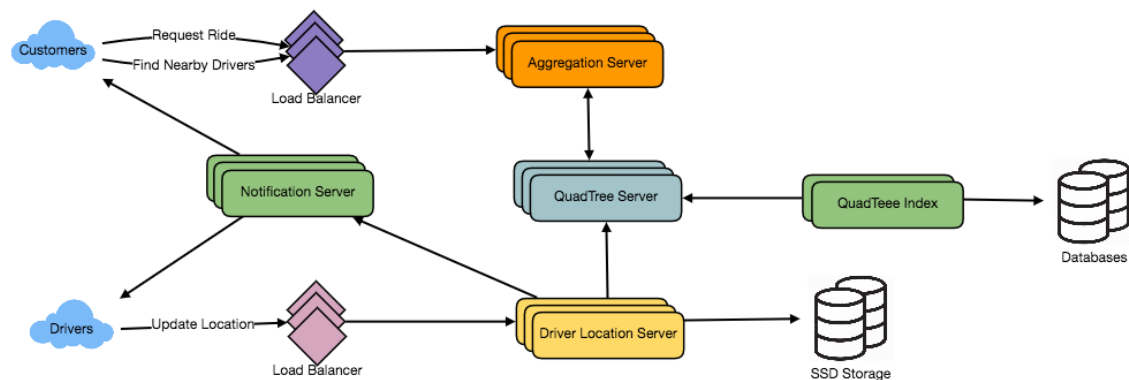 Customers
Request Ride
Find Nearby Drivers
Load Balancer
Aggregation Server
Notification Server
QuadTree Server
QuadTeee Index
Databases
Drivers
Update Location
Load Balancer
Driver Location Server
SSD Storage